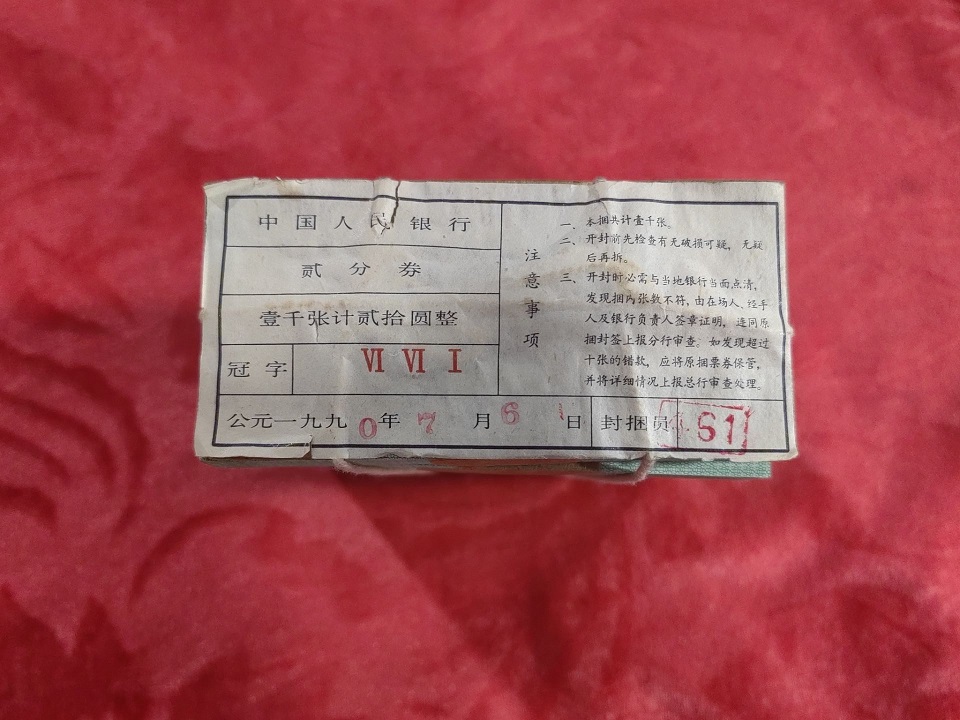 中国人民银行
贰分券
壹千张计贰拾圆整
冠字 Ⅵ Ⅵ Ⅰ
公元一九九0年7月6日 封捆员 61
注意事项
一、本捆共计壹千张。
二、开封前先检查有无破损可疑，无疑
后再拆。
三、开封时必需与当地银行当面点清，
发现捆内张数不符，由在场人、经手
人及银行负责人签章证明，连同原
捆封签上报分行审查。如发现超过
十张的错款，应将原捆票券保管，
并将详细情况上报总行审查处理。